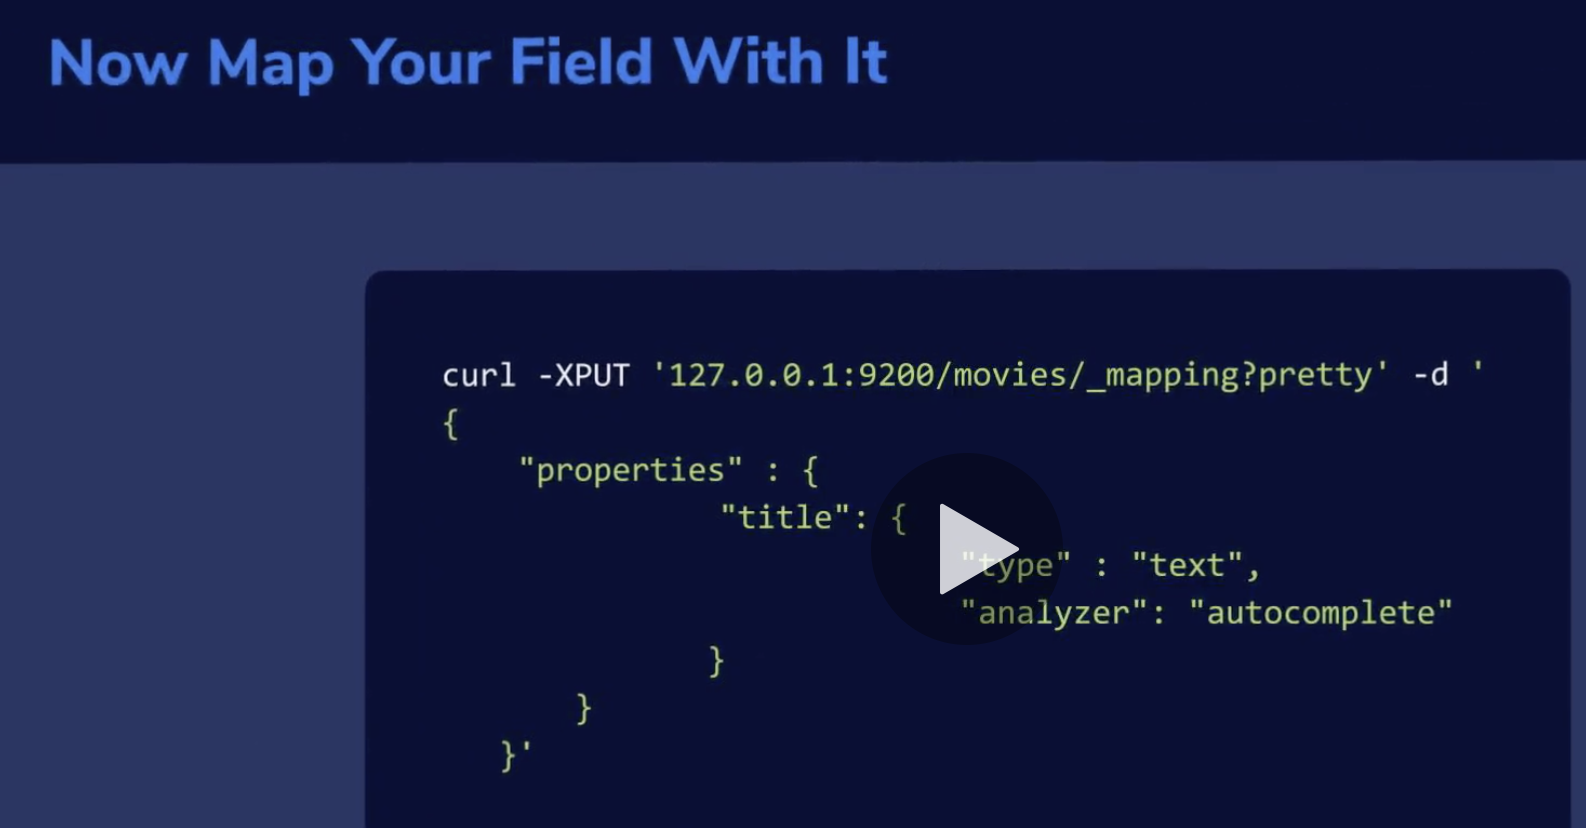 Now Map Your Field With It
curl -XPUT '127.0.0.1:9200/movies/_mapping?pretty' -d '
{
"properties" : {
"title": {
"type" : "text",
"analyzer": "autocomplete"
}
}
}'